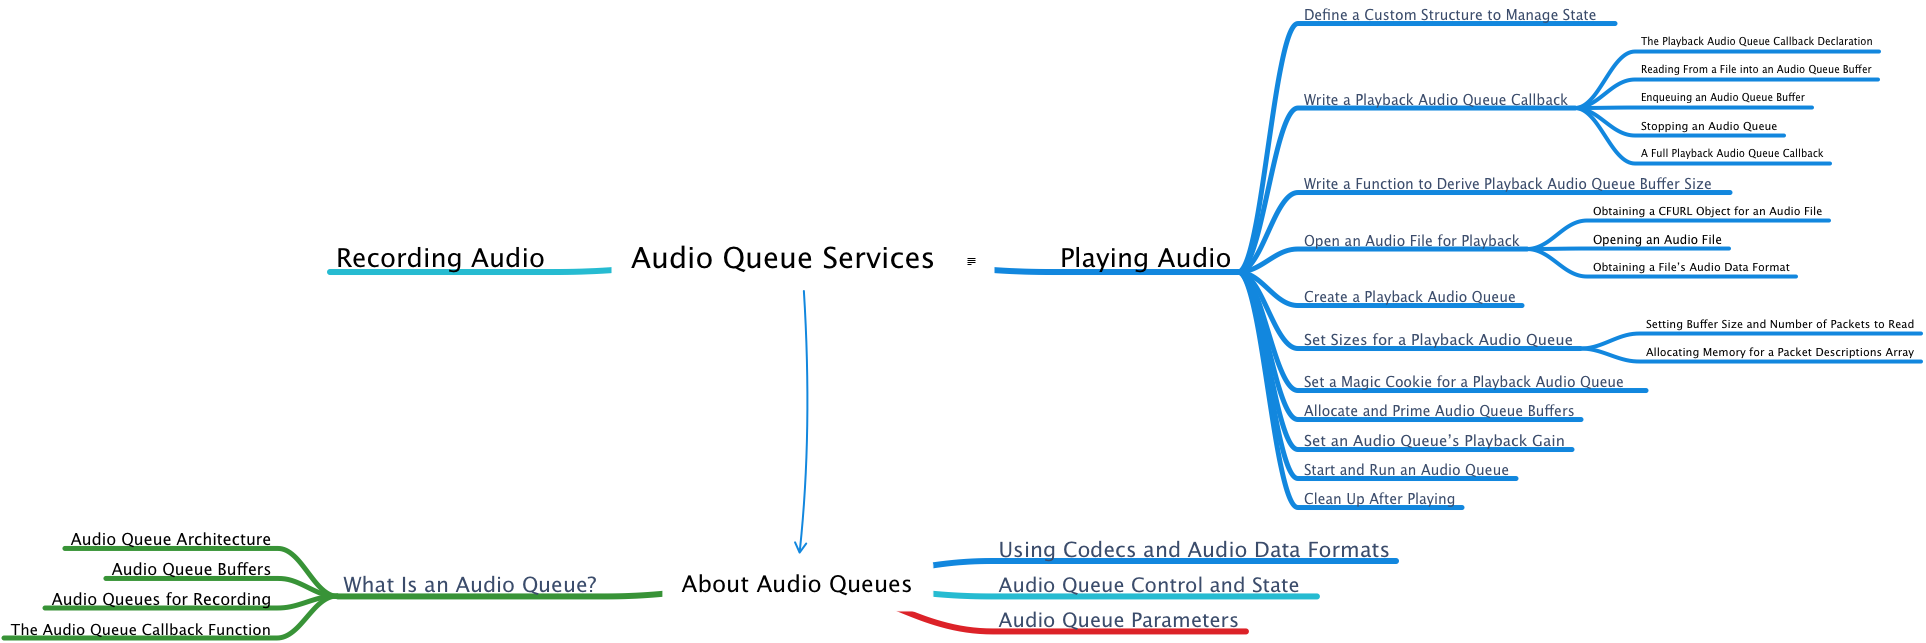 Recording Audio
Audio Queue Services
Playing Audio
Define a Custom Structure to Manage State
Write a Playback Audio Queue Callback
The Playback Audio Queue Callback Declaration
Reading From a File into an Audio Queue Buffer
Enqueuing an Audio Queue Buffer
Stopping an Audio Queue
A Full Playback Audio Queue Callback
Write a Function to Derive Playback Audio Queue Buffer Size
Open an Audio File for Playback
Obtaining a CFURL Object for an Audio File
Opening an Audio File
Obtaining a File’s Audio Data Format
Create a Playback Audio Queue
Set Sizes for a Playback Audio Queue
Setting Buffer Size and Number of Packets to Read
Allocating Memory for a Packet Descriptions Array
Set a Magic Cookie for a Playback Audio Queue
Allocate and Prime Audio Queue Buffers
Set an Audio Queue’s Playback Gain
Start and Run an Audio Queue
Clean Up After Playing
About Audio Queues
What Is an Audio Queue?
Audio Queue Architecture
Audio Queue Buffers
Audio Queues for Recording
The Audio Queue Callback Function
Using Codecs and Audio Data Formats
Audio Queue Control and State
Audio Queue Parameters